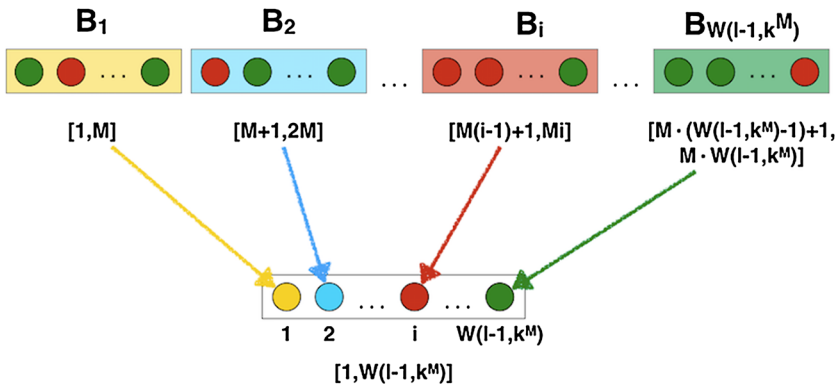 B₁ B₂ Bᵢ B_W(l-1,kᴹ)
... ... ... ... ... ...
[1,M] [M+1,2M] [M(i-1)+1,Mi] [M·(W(l-1,kᴹ)-1)+1,
M·W(l-1,kᴹ)]
... ...
1 2 i W(l-1,kᴹ)
[1,W(l-1,kᴹ)]